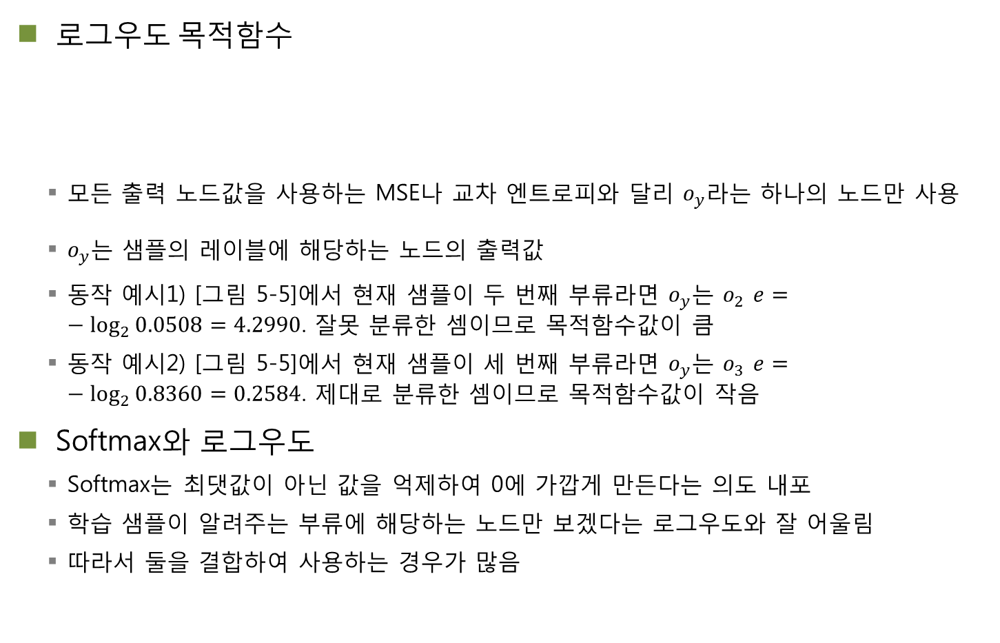 로그우도 목적함수
모든 출력 노드값을 사용하는 MSE나 교차 엔트로피와 달리 𝑜𝑦라는 하나의 노드만 사용
𝑜𝑦는 샘플의 레이블에 해당하는 노드의 출력값
동작 예시1) [그림 5-5]에서 현재 샘플이 두 번째 부류라면 𝑜𝑦는 𝑜2 𝑒 =
− log2 0.0508 = 4.2990. 잘못 분류한 셈이므로 목적함수값이 큼
동작 예시2) [그림 5-5]에서 현재 샘플이 세 번째 부류라면 𝑜𝑦는 𝑜3 𝑒 =
− log2 0.8360 = 0.2584. 제대로 분류한 셈이므로 목적함수값이 작음
Softmax와 로그우도
Softmax는 최댓값이 아닌 값을 억제하여 0에 가깝게 만든다는 의도 내포
학습 샘플이 알려주는 부류에 해당하는 노드만 보겠다는 로그우도와 잘 어울림
따라서 둘을 결합하여 사용하는 경우가 많음